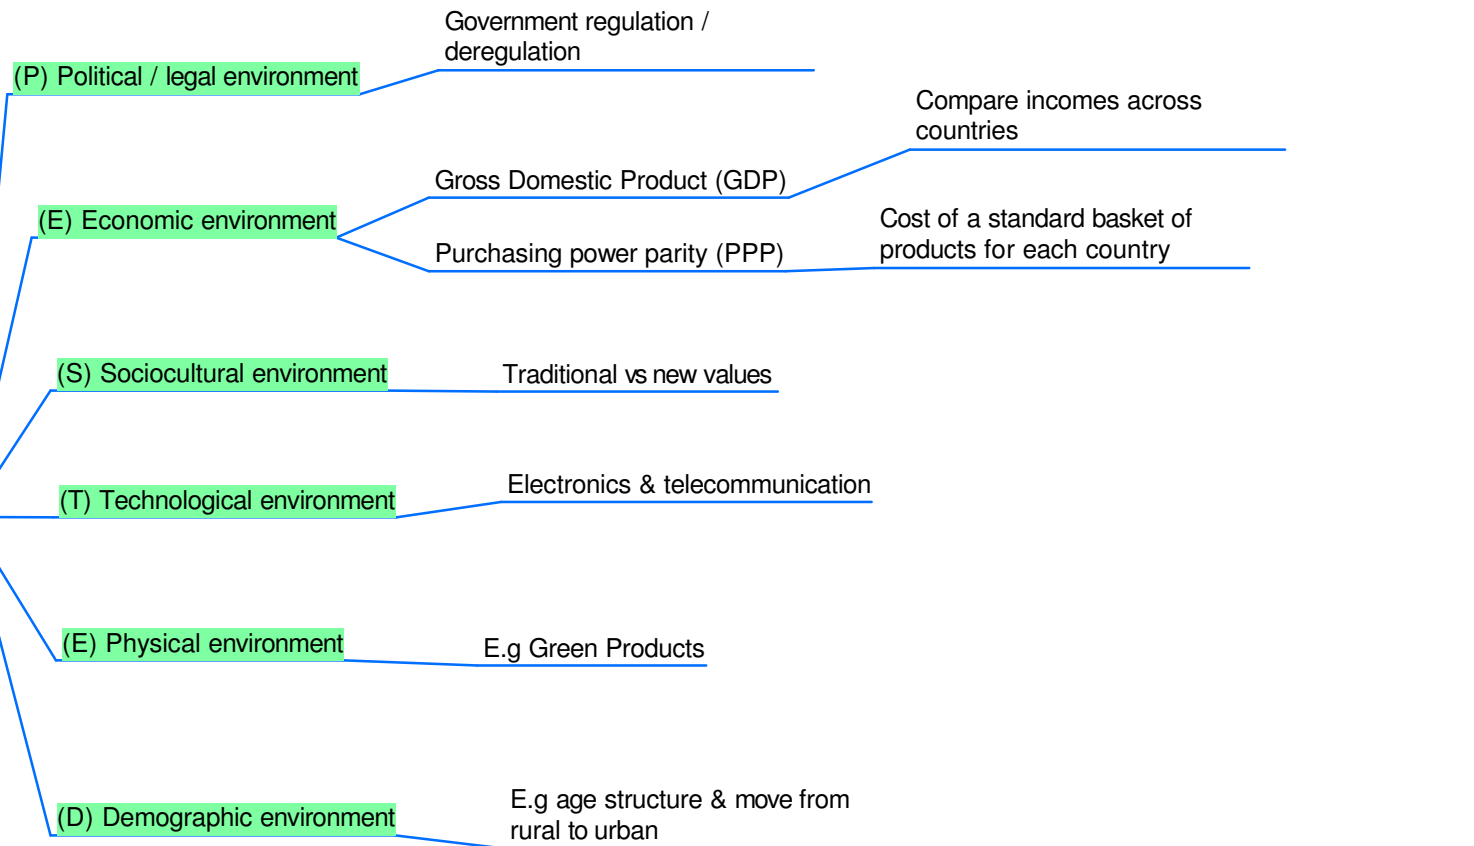 Government regulation /
deregulation
(P) Political / legal environment
Compare incomes across
countries
Gross Domestic Product (GDP)
(E) Economic environment
Cost of a standard basket of
products for each country
Purchasing power parity (PPP)
(S) Sociocultural environment
Traditional vs new values
(T) Technological environment
Electronics & telecommunication
(E) Physical environment
E.g Green Products
(D) Demographic environment
E.g age structure & move from
rural to urban